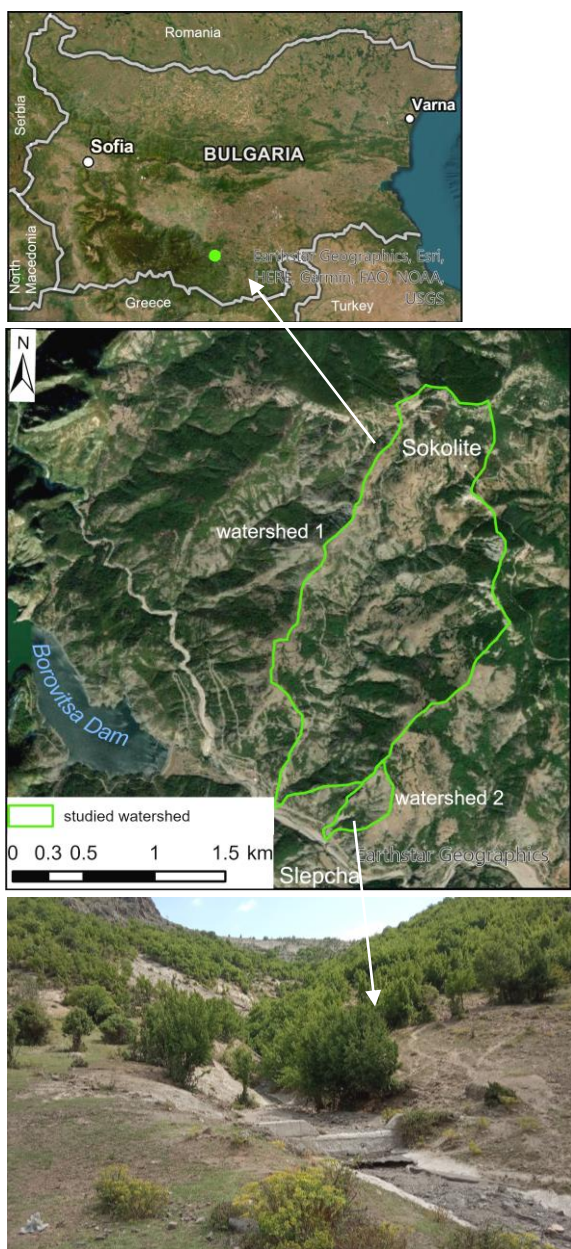 Romania
Serbia
Varna
Sofia
BULGARIA
North
Macedonia
Earthstar Geographics, Esri,
HERE, Garmin, FAO, NOAA,
USGS
Greece
Turkey
N
Sokolite
watershed 1
Borovitsa Dam
watershed 2
studied watershed
Earthstar Geographics
0 0.3 0.5 1 1.5 km
Slepcha